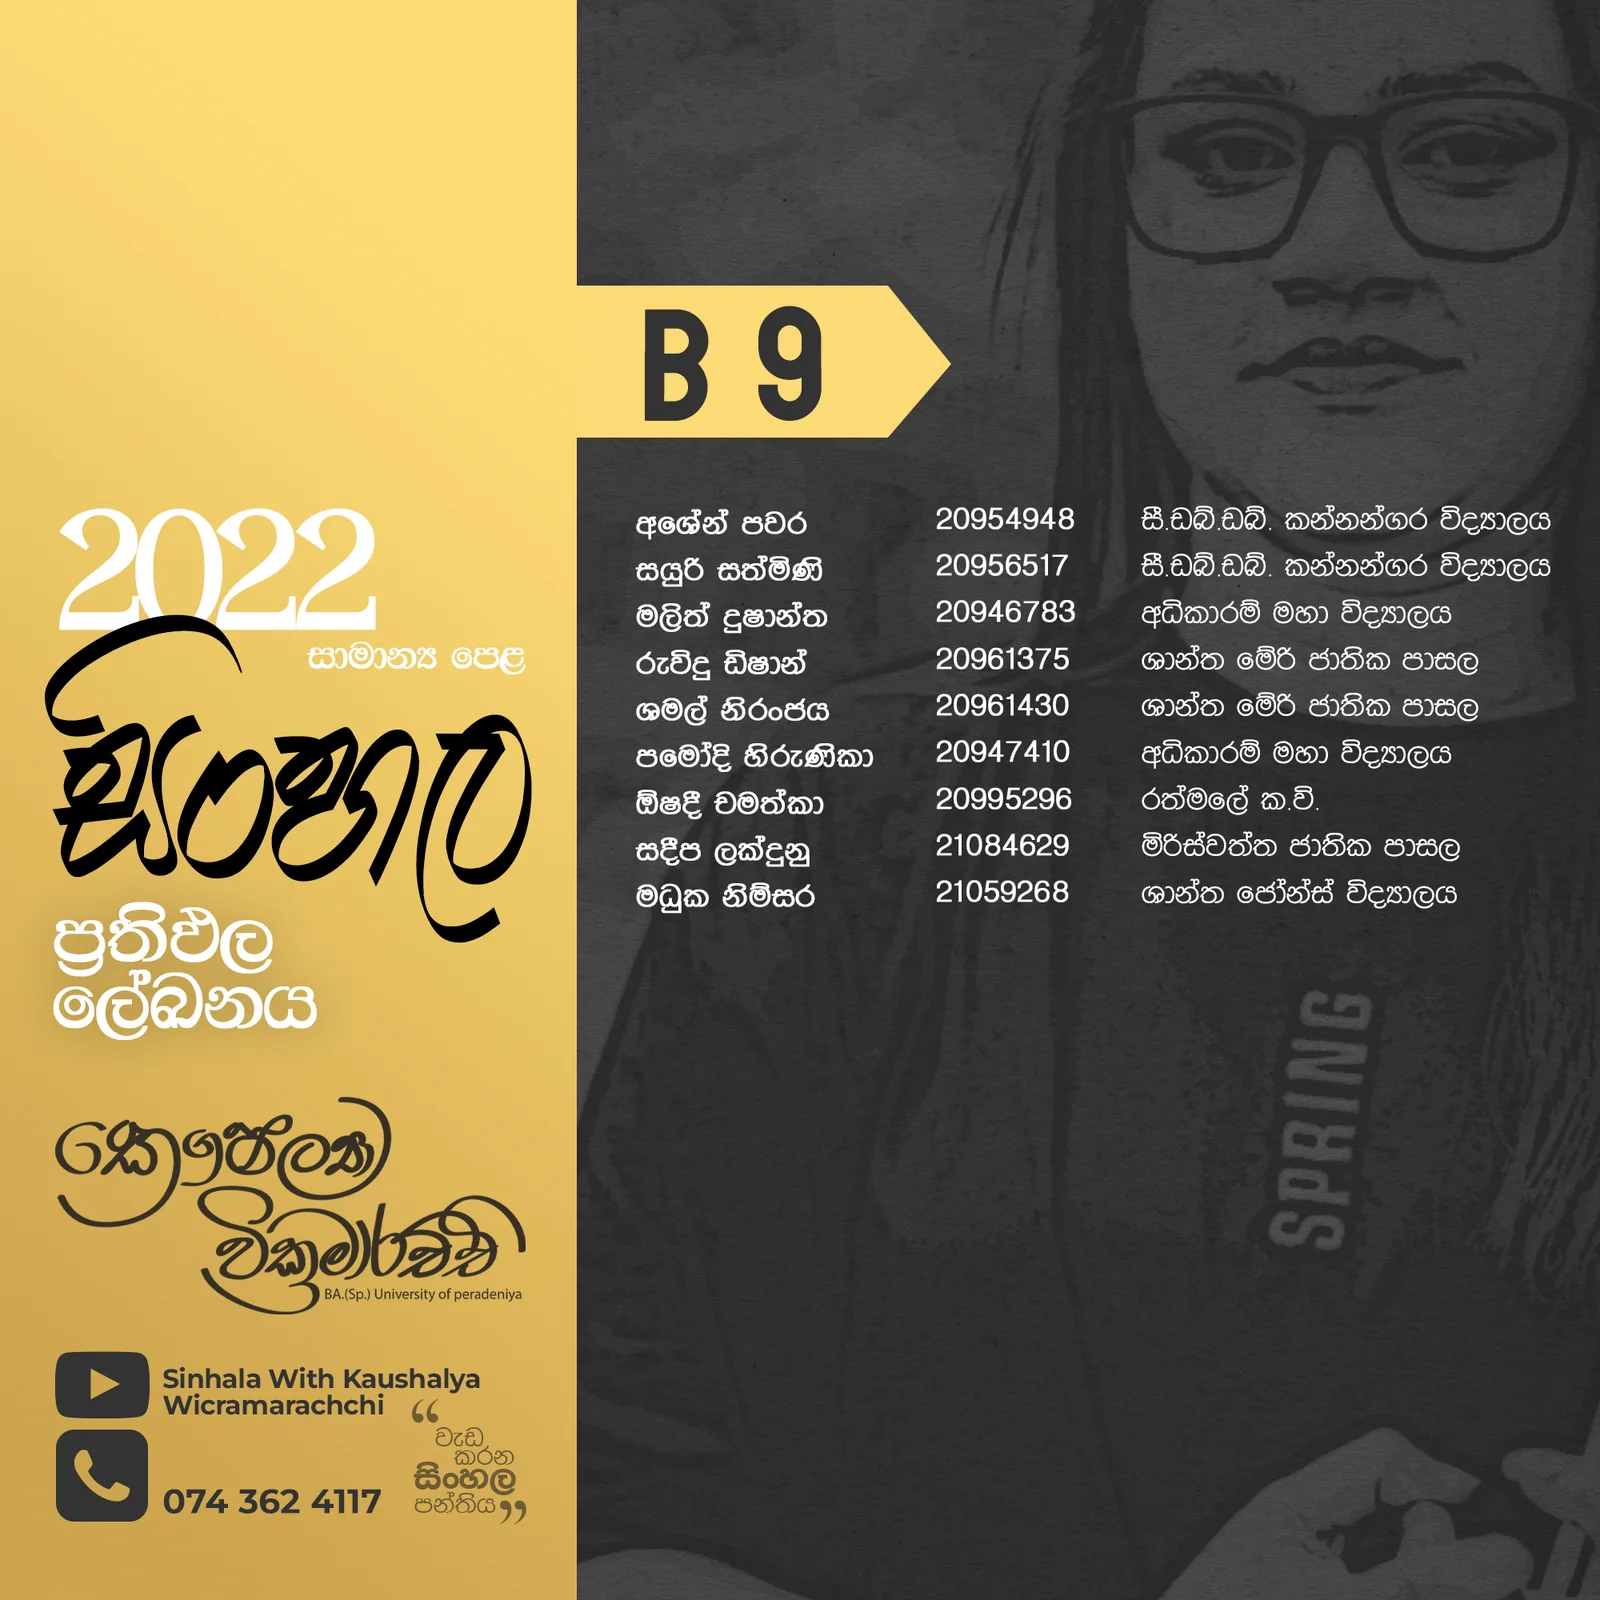 2022
සාමාන්‍ය පෙළ
සිංහල
ප්‍රතිඵල
ලේඛනය
කෞශල්‍යා
වික්‍රමාරච්චි
BA.(Sp.) University of peradeniya
Sinhala With Kaushalya
Wicramarachchi
074 362 4117
“
වැඩ
කරන
සිංහල
පන්තිය”
B 9
අශේන් පවර 20954948 සී.ඩබ්.ඩබ්. කන්නන්ගර විද්‍යාලය
සයුරි සත්මිණි 20956517 සී.ඩබ්.ඩබ්. කන්නන්ගර විද්‍යාලය
මලිත් දුෂාන්ත 20946783 අධිකාරම් මහා විද්‍යාලය
රුවිදු ඩිෂාන් 20961375 ශාන්ත මේරි ජාතික පාසල
ශමල් නිරංජය 20961430 ශාන්ත මේරි ජාතික පාසල
පමෝදි හිරුණිකා 20947410 අධිකාරම් මහා විද්‍යාලය
ඕෂදී චමත්කා 20995296 රත්මලේ ක.වි.
සදීප ලක්දුනු 21084629 මිරිස්වත්ත ජාතික පාසල
මධුක නිම්සර 21059268 ශාන්ත ජෝන්ස් විද්‍යාලය
SPRING